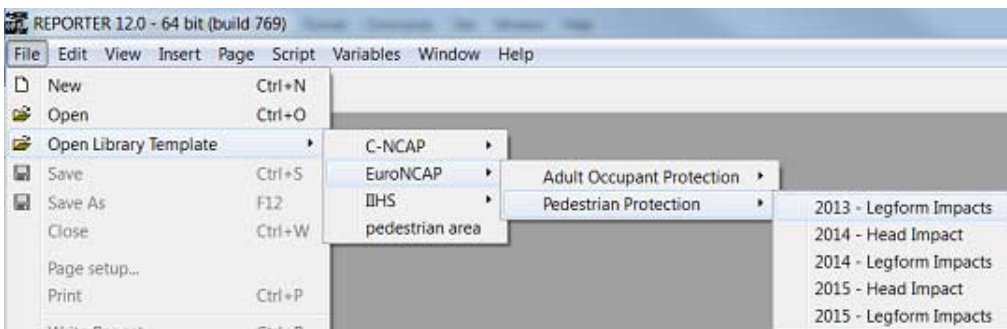 REPORTER 12.0 - 64 bit (build 769)
File Edit View Insert Page Script Variables Window Help
New Ctrl+N
Open Ctrl+O
Open Library Template
Save Ctrl+S
Save As F12
Close Ctrl+W
Page setup...
Print Ctrl+P
C-NCAP
EuroNCAP
IIHS
pedestrian area
Adult Occupant Protection
Pedestrian Protection
2013 - Legform Impacts
2014 - Head Impact
2014 - Legform Impacts
2015 - Head Impact
2015 - Legform Impacts